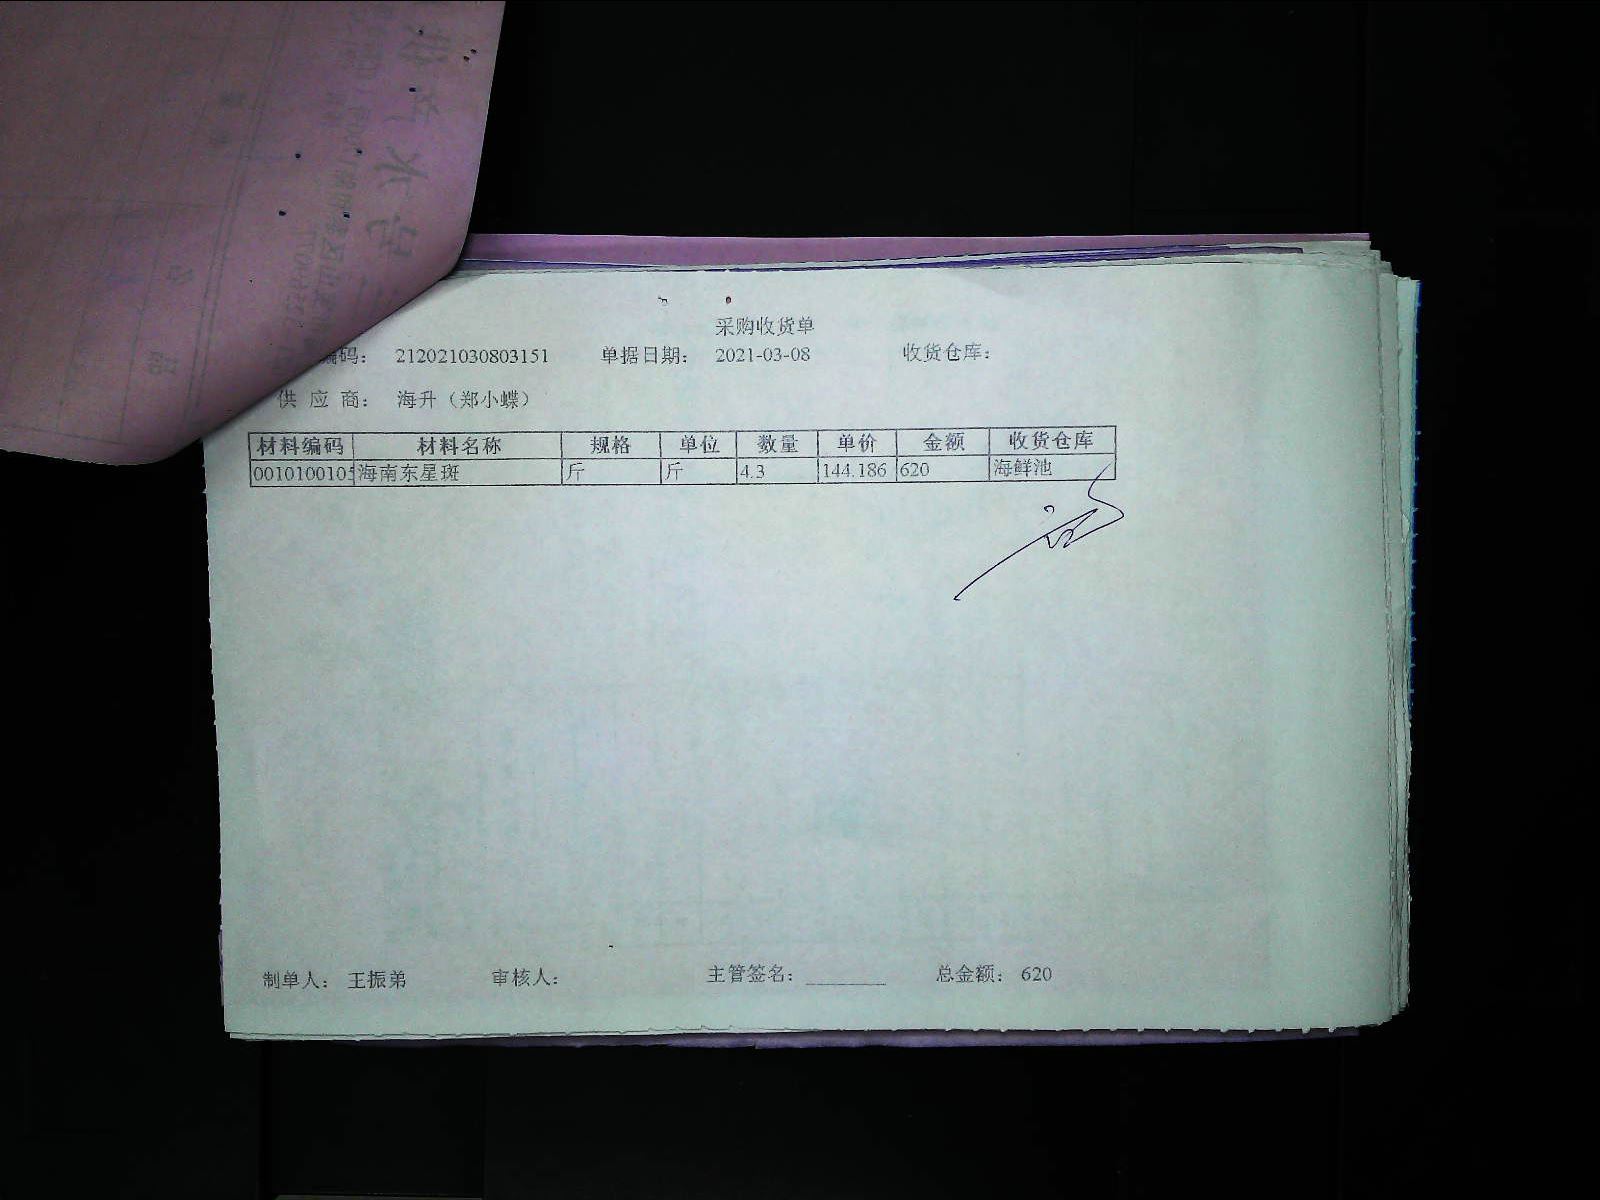 采购收货单
编码： 212021030803151 单据日期： 2021-03-08 收货仓库：
供 应 商： 海升（郑小蝶）
材料编码 材料名称 规格 单位 数量 单价 金额 收货仓库
0010100105 海南东星斑 斤 斤 4.3 144.186 620 海鲜池
制单人： 王振弟 审核人： 主管签名： 总金额： 620